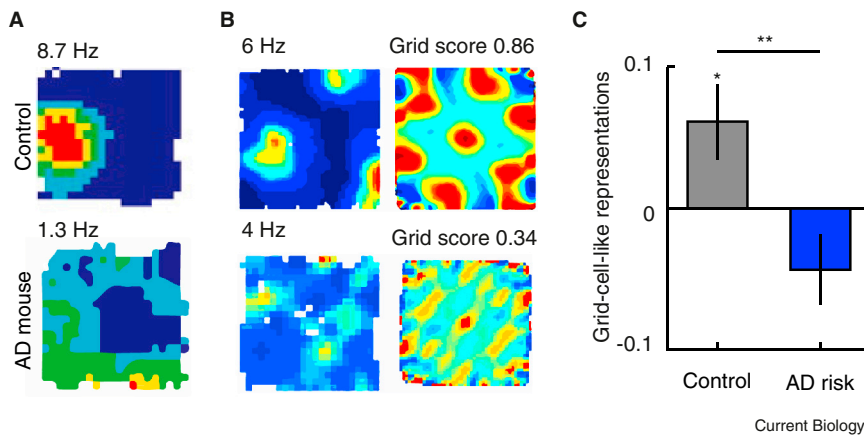 A
B
C
8.7 Hz
6 Hz
Grid score 0.86
Control
1.3 Hz
4 Hz
Grid score 0.34
AD mouse
**
*
0.1
0
-0.1
Grid-cell-like representations
Control
AD risk
Current Biology